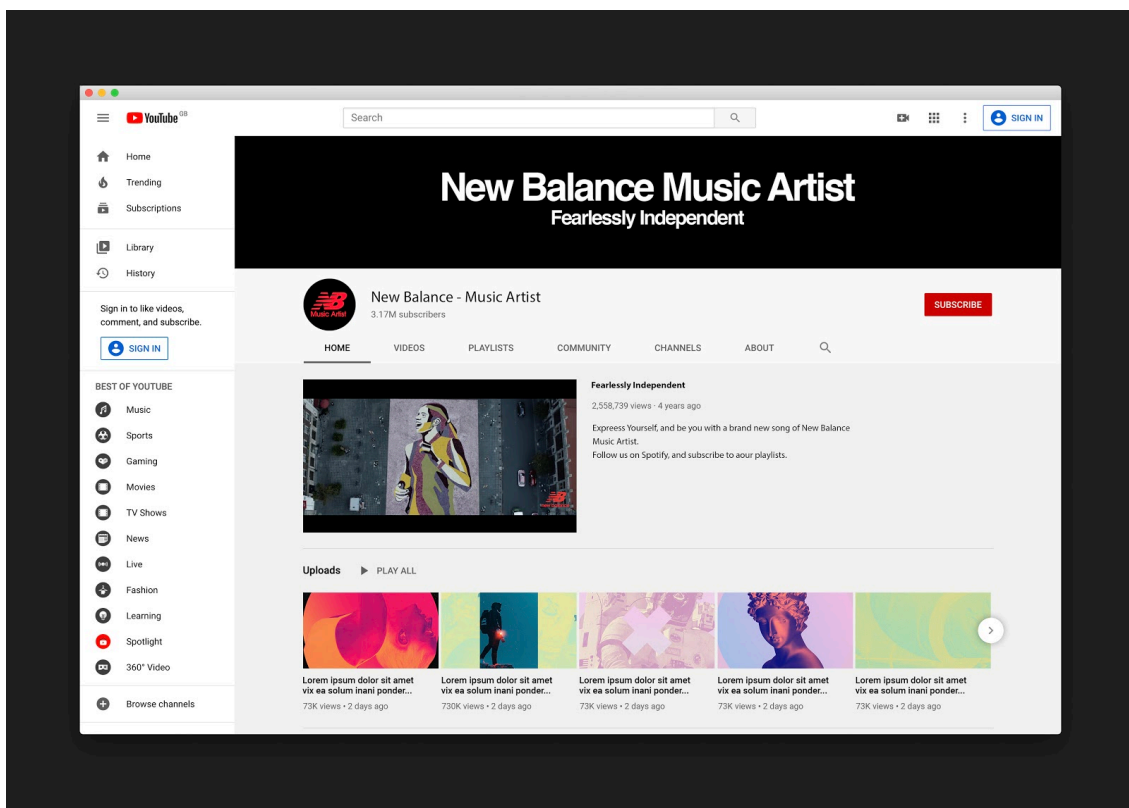 YouTube GB
Search
SIGN IN
Home
Trending
Subscriptions
Library
History
Sign in to like videos,
comment, and subscribe.
SIGN IN
BEST OF YOUTUBE
Music
Sports
Gaming
Movies
TV Shows
News
Live
Fashion
Learning
Spotlight
360° Video
Browse channels
New Balance Music Artist
Fearlessly Independent
NB
Music Artist
New Balance - Music Artist
3.17M subscribers
SUBSCRIBE
HOME VIDEOS PLAYLISTS COMMUNITY CHANNELS ABOUT
Fearlessly Independent
2,558,739 views · 4 years ago
Expreess Yourself, and be you with a brand new song of New Balance
Music Artist.
Follow us on Spotify, and subscribe to aour playlists.
NB
Uploads PLAY ALL
Lorem ipsum dolor sit amet
vix ea solum inani ponder...
73K views • 2 days ago
Lorem ipsum dolor sit amet
vix ea solum inani ponder...
730K views • 2 days ago
Lorem ipsum dolor sit amet
vix ea solum inani ponder...
73K views • 2 days ago
Lorem ipsum dolor sit amet
vix ea solum inani ponder...
73K views • 2 days ago
Lorem ipsum dolor sit amet
vix ea solum inani ponder...
73K views • 2 days ago